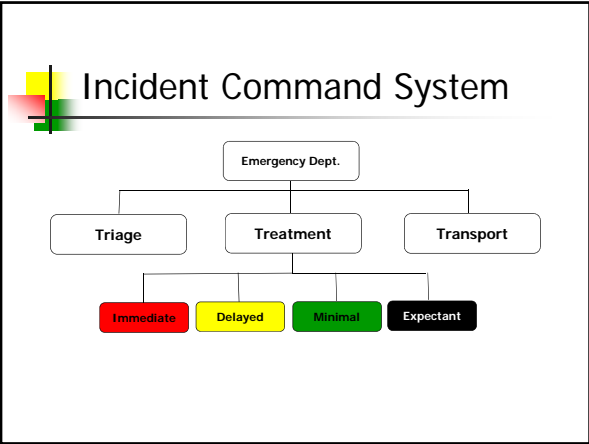 Incident Command System
Emergency Dept.
Triage
Treatment
Transport
Immediate
Delayed
Minimal
Expectant